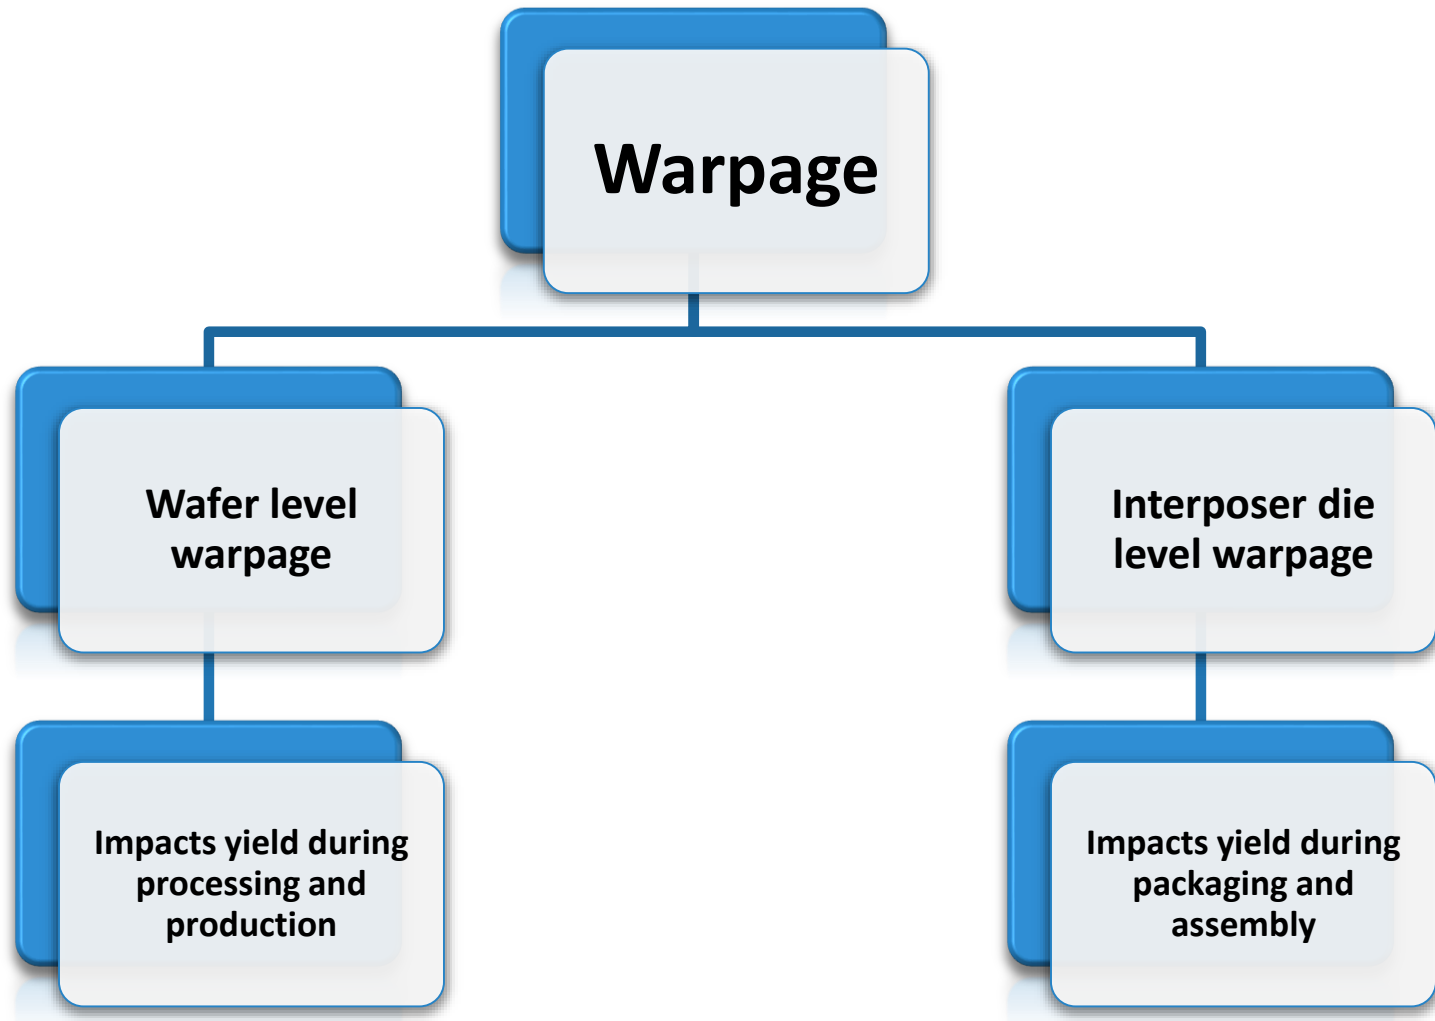 Warpage
Wafer level
warpage
Interposer die
level warpage
Impacts yield during
processing and
production
Impacts yield during
packaging and
assembly